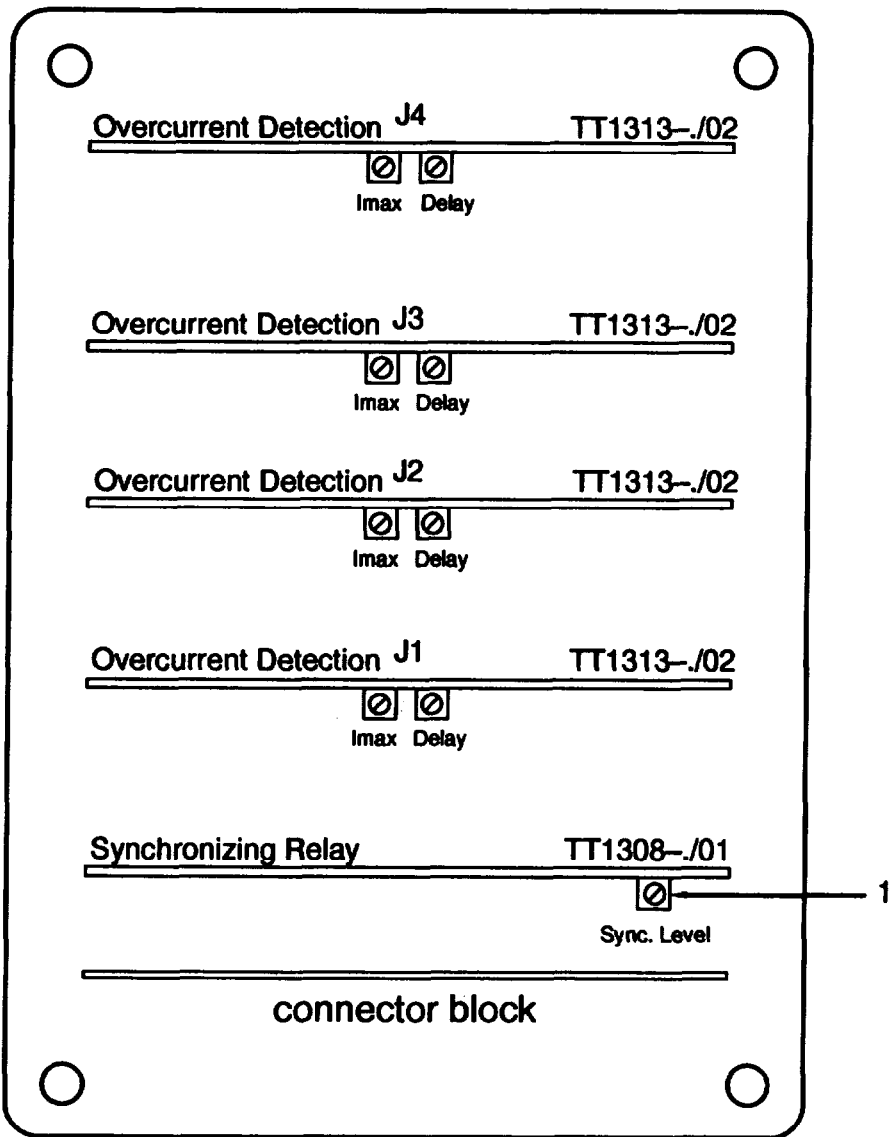 Overcurrent Detection J4 TT1313-./02
Imax Delay
Overcurrent Detection J3 TT1313-./02
Imax Delay
Overcurrent Detection J2 TT1313-./02
Imax Delay
Overcurrent Detection J1 TT1313-./02
Imax Delay
Synchronizing Relay TT1308-./01
1
Sync. Level
connector block